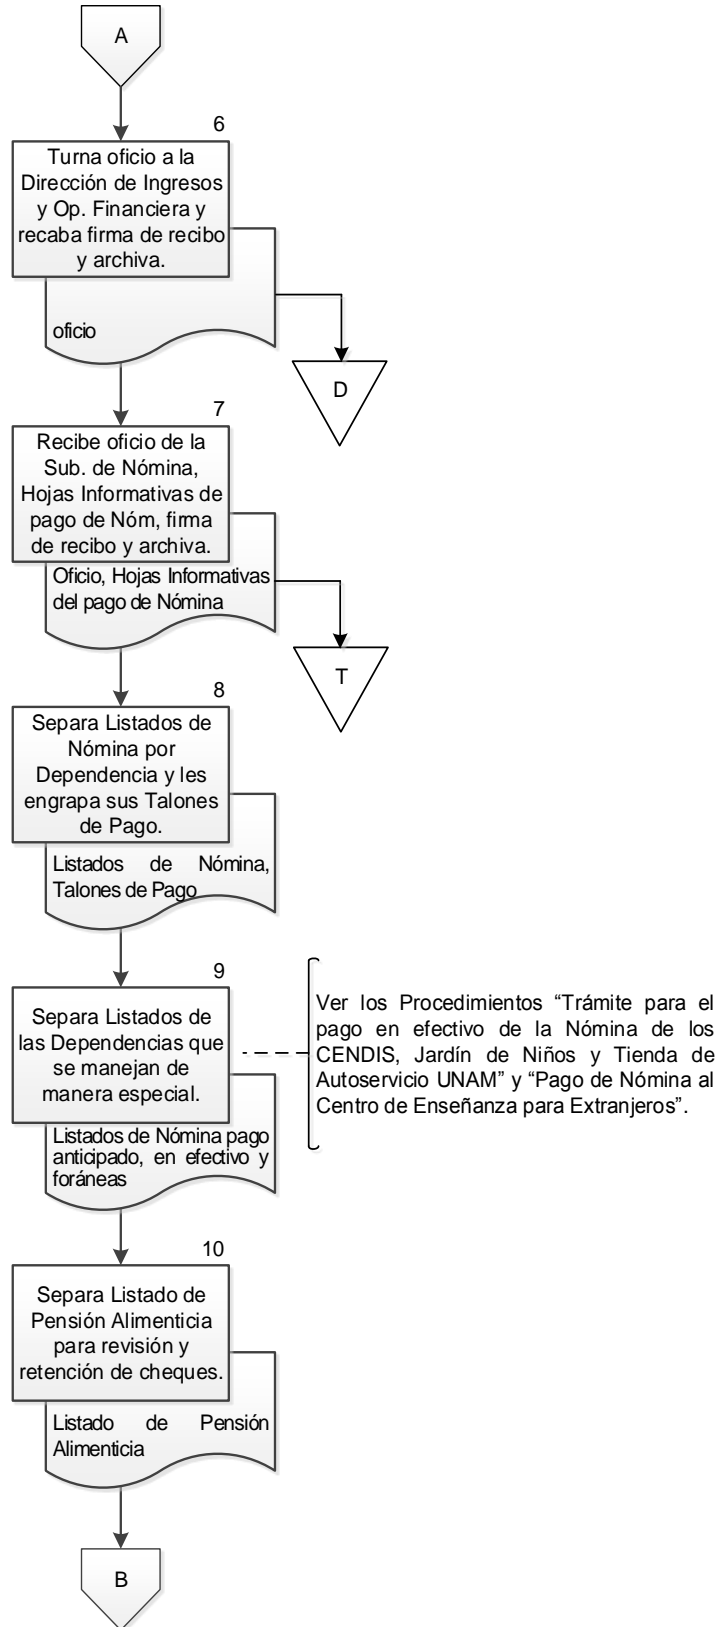 A
6
Turna oficio a la
Dirección de Ingresos
y Op. Financiera y
recaba firma de recibo
y archiva.
oficio
D
7
Recibe oficio de la
Sub. de Nómina,
Hojas Informativas de
pago de Nóm, firma
de recibo y archiva.
Oficio, Hojas Informativas
del pago de Nómina
T
8
Separa Listados de
Nómina por
Dependencia y les
engrapa sus Talones
de Pago.
Listados de Nómina,
Talones de Pago
9
Separa Listados de
las Dependencias que
se manejan de
manera especial.
Listados de Nómina pago
anticipado, en efectivo y
foráneas
Ver los Procedimientos “Trámite para el
pago en efectivo de la Nómina de los
CENDIS, Jardín de Niños y Tienda de
Autoservicio UNAM” y “Pago de Nómina al
Centro de Enseñanza para Extranjeros”.
10
Separa Listado de
Pensión Alimenticia
para revisión y
retención de cheques.
Listado de Pensión
Alimenticia
B